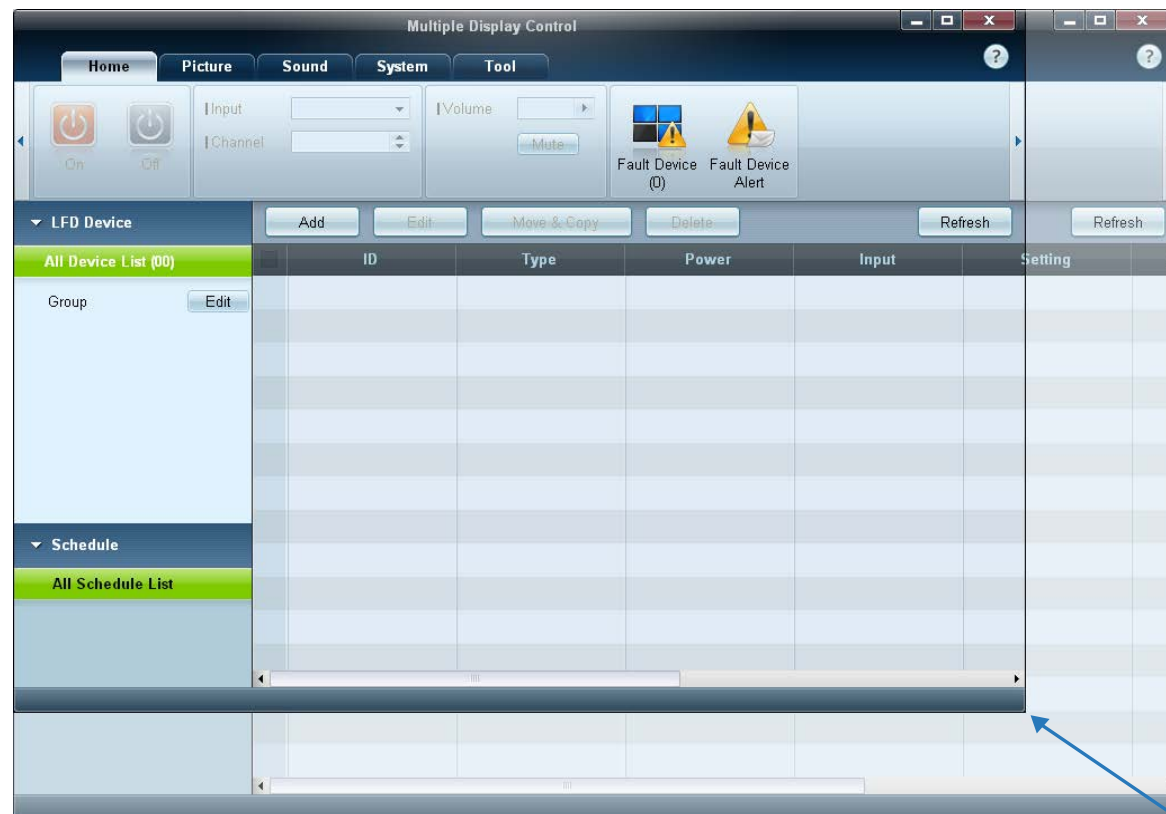 Multiple Display Control
Home Picture Sound System Tool
? ?
On Off
Input
Channel
Volume
Mute
Fault Device
(0)
Fault Device
Alert
LFD Device
Add Edit Move & Copy Delete Refresh Refresh
All Device List (00)
ID Type Power Input Setting
Group Edit
Schedule
All Schedule List